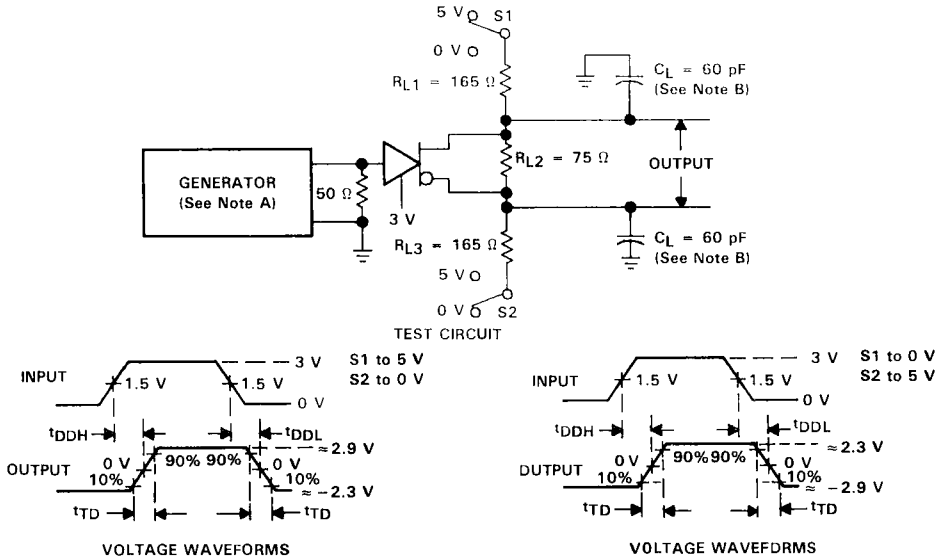 5 V S1
0 V
RL1 = 165 Ω
CL = 60 pF
(See Note B)
GENERATOR
(See Note A)
50 Ω
3 V
RL2 = 75 Ω
OUTPUT
RL3 = 165 Ω
CL = 60 pF
(See Note B)
5 V
0 V S2
TEST CIRCUIT
INPUT
1.5 V
1.5 V
3 V
0 V
S1 to 5 V
S2 to 0 V
tDDH
tDDL
OUTPUT
0 V
10%
90% 90%
0 V
10%
≈2.9 V
≈ −2.3 V
tTD
tTD
VOLTAGE WAVEFORMS
INPUT
1.5 V
1.5 V
3 V
0 V
S1 to 0 V
S2 to 5 V
tDDH
tDDL
DUTPUT
0 V
10%
90% 90%
0 V
10%
≈2.3 V
≈ −2.9 V
tTD
tTD
VOLTAGE WAVEFDRMS